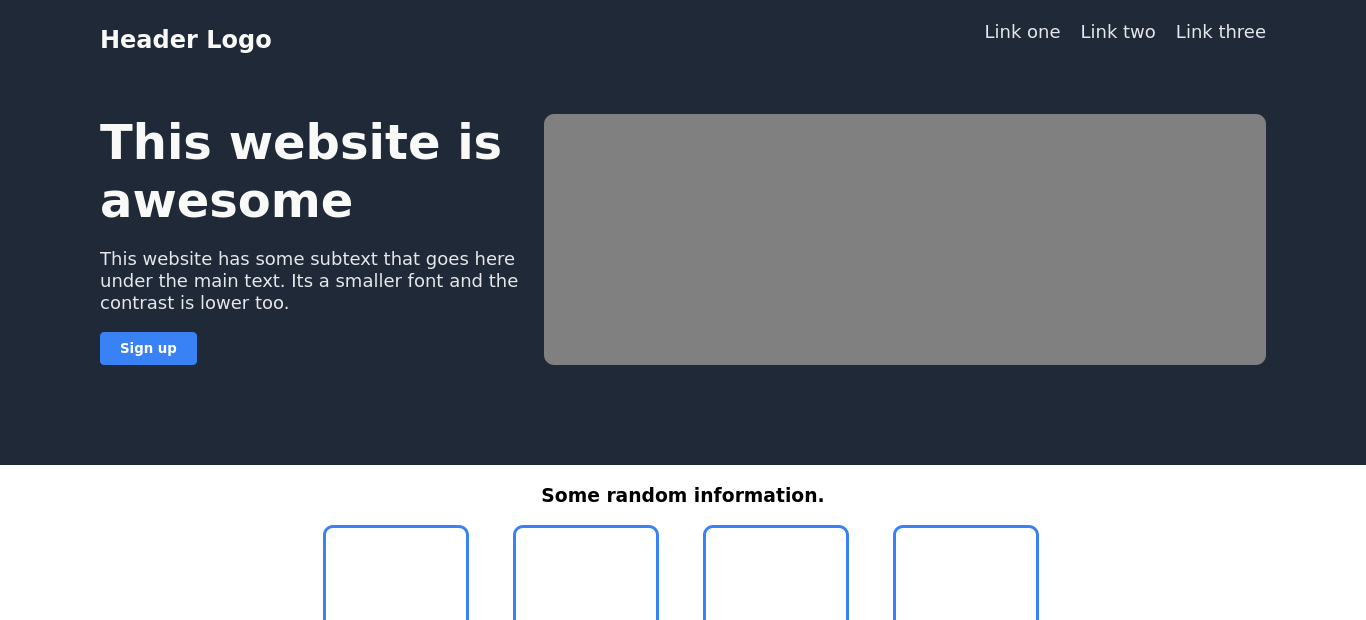 Header Logo
Link one Link two Link three
This website is
awesome
This website has some subtext that goes here
under the main text. Its a smaller font and the
contrast is lower too.
Sign up
Some random information.